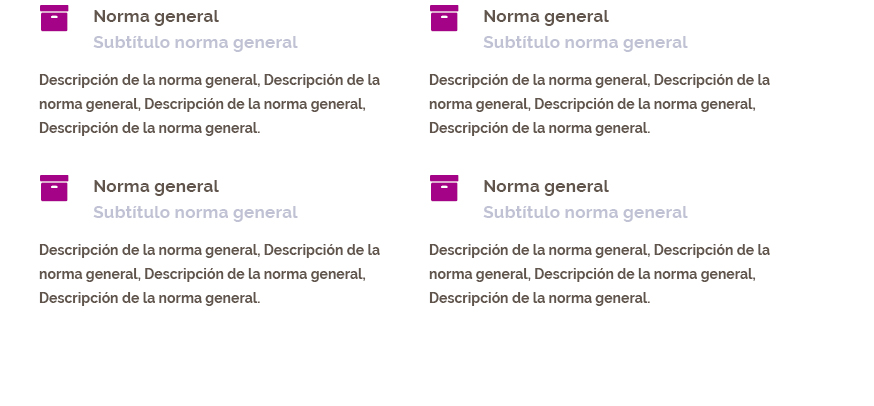 Norma general
Subtítulo norma general
Descripción de la norma general, Descripción de la
norma general, Descripción de la norma general,
Descripción de la norma general.
Norma general
Subtítulo norma general
Descripción de la norma general, Descripción de la
norma general, Descripción de la norma general,
Descripción de la norma general.
Norma general
Subtítulo norma general
Descripción de la norma general, Descripción de la
norma general, Descripción de la norma general,
Descripción de la norma general.
Norma general
Subtítulo norma general
Descripción de la norma general, Descripción de la
norma general, Descripción de la norma general,
Descripción de la norma general.